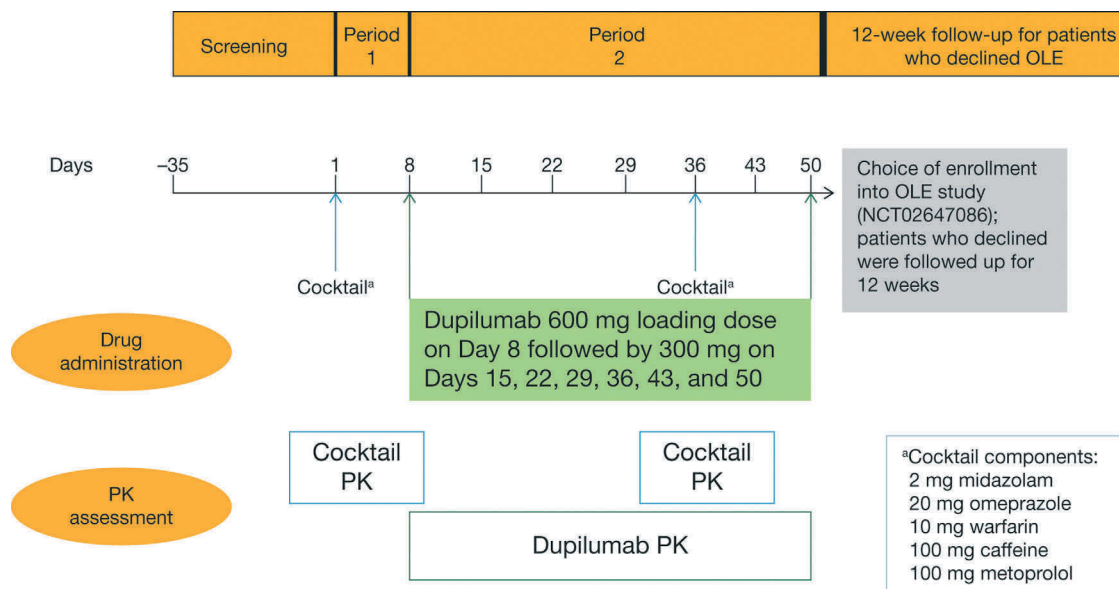 Screening
Period
1
Period
2
12-week follow-up for patients
who declined OLE
Days
–35
1
8
15
22
29
36
43
50
Choice of enrollment
into OLE study
(NCT02647086);
patients who declined
were followed up for
12 weeks
Cocktailᵃ
Cocktailᵃ
Drug
administration
Dupilumab 600 mg loading dose
on Day 8 followed by 300 mg on
Days 15, 22, 29, 36, 43, and 50
PK
assessment
Cocktail
PK
Cocktail
PK
Dupilumab PK
ᵃCocktail components:
2 mg midazolam
20 mg omeprazole
10 mg warfarin
100 mg caffeine
100 mg metoprolol